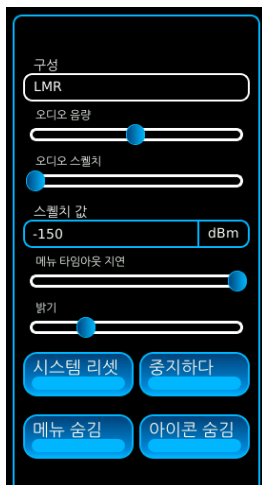 구성
LMR
오디오 음량
오디오 스퀠치
스퀠치 값
-150 dBm
메뉴 타임아웃 지연
밝기
시스템 리셋 중지하다
메뉴 숨김 아이콘 숨김